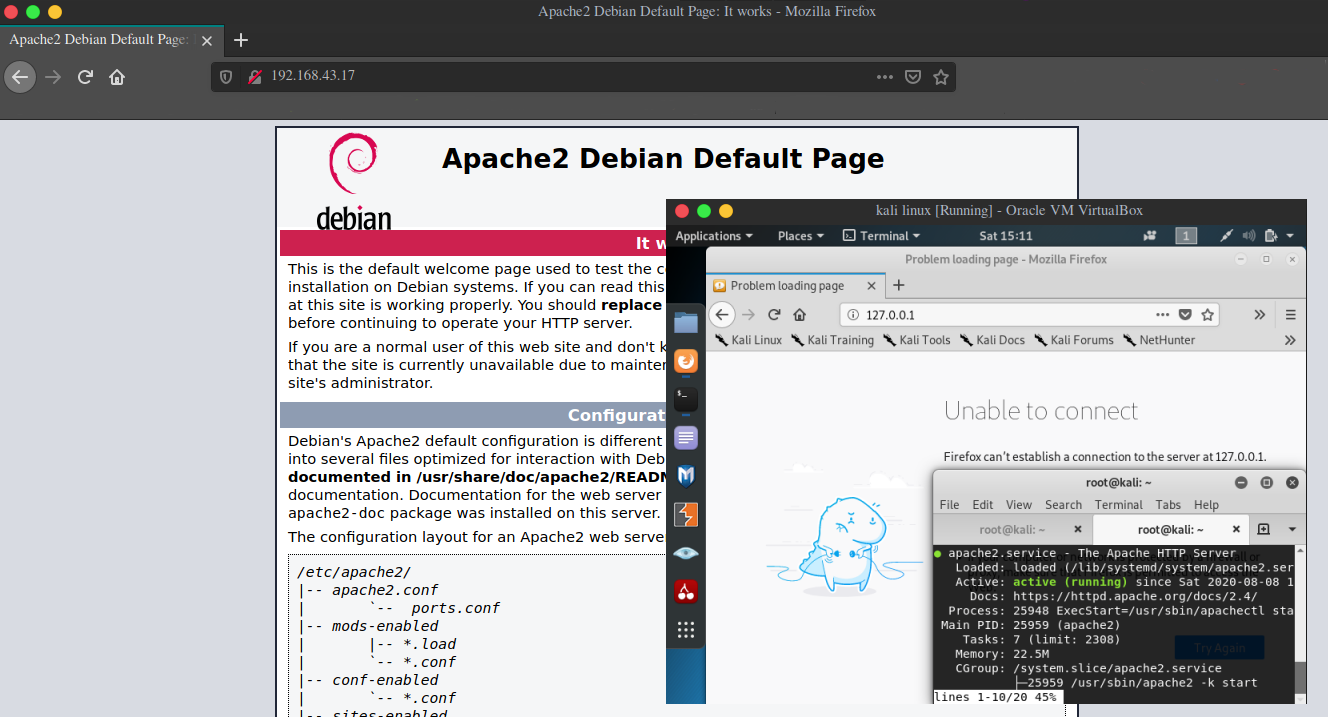 Apache2 Debian Default Page: It works - Mozilla Firefox
Apache2 Debian Default Page:
192.168.43.17
debian
Apache2 Debian Default Page
It w
This is the default welcome page used to test the c
installation on Debian systems. If you can read this
at this site is working properly. You should replace
before continuing to operate your HTTP server.
If you are a normal user of this web site and don't k
that the site is currently unavailable due to mainter
site's administrator.
Configurat
Debian's Apache2 default configuration is different
into several files optimized for interaction with Deb
documented in /usr/share/doc/apache2/READM
documentation. Documentation for the web server
apache2-doc package was installed on this server.
The configuration layout for an Apache2 web server
/etc/apache2/
|-- apache2.conf
|       `--  ports.conf
|-- mods-enabled
|       |-- *.load
|       `-- *.conf
|-- conf-enabled
|       `-- *.conf
|-- sites-enabled
kali linux [Running] - Oracle VM VirtualBox
Applications Places Terminal Sat 15:11 1
Problem loading page - Mozilla Firefox
Problem loading page
127.0.0.1
Kali Linux Kali Training Kali Tools Kali Docs Kali Forums NetHunter
Unable to connect
Firefox can't establish a connection to the server at 127.0.0.1.
root@kali: ~
File Edit View Search Terminal Tabs Help
root@kali: ~ root@kali: ~
● apache2.service - The Apache HTTP Server
Loaded: loaded (/lib/systemd/system/apache2.ser
Active: active (running) since Sat 2020-08-08 1
Docs: https://httpd.apache.org/docs/2.4/
Process: 25948 ExecStart=/usr/sbin/apachectl sta
Main PID: 25959 (apache2)
Tasks: 7 (limit: 2308)
Try Again
Memory: 22.5M
CGroup: /system.slice/apache2.service
├─25959 /usr/sbin/apache2 -k start
lines 1-10/20 45%